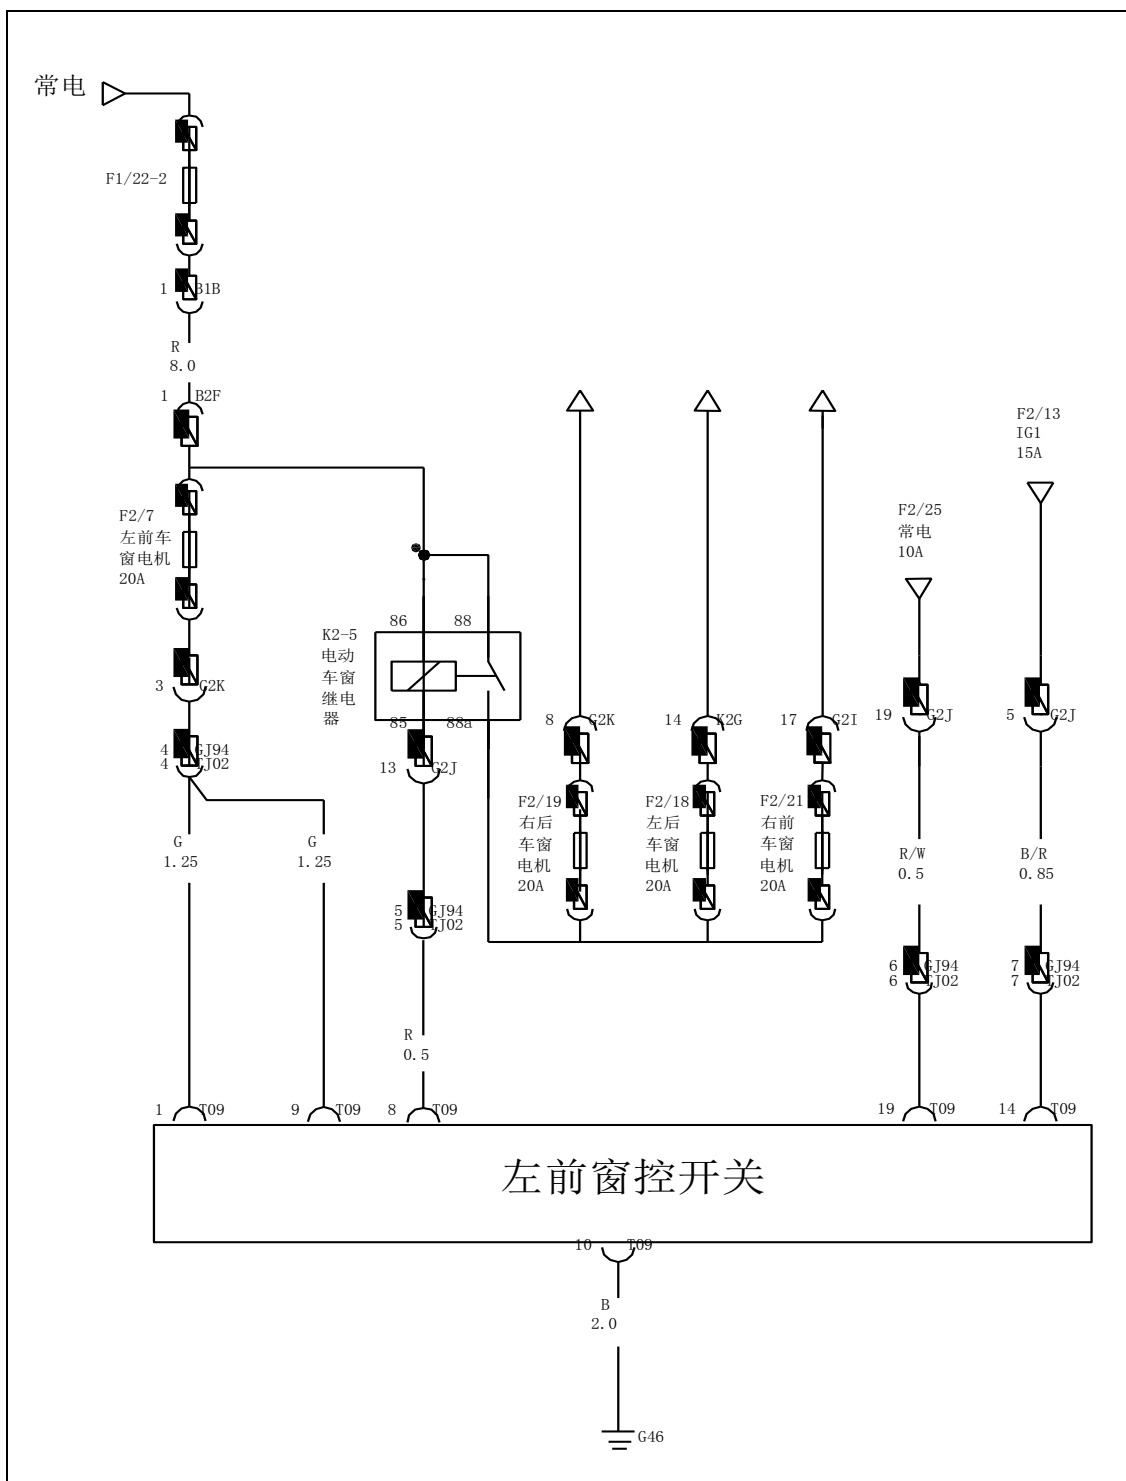 常电
F1/22-2
1 B1B
R
8.0
1 B2F
F2/7
左前车
窗电机
20A
3 G2K
4 GJ94
4 TJ02
G
1.25
G
1.25
K2-5
电动
车窗
继电
器
86 88
85 88a
13 G2J
5 GJ94
5 TJ02
R
0.5
8 G2K
F2/19
右后
车窗
电机
20A
14 K2G
F2/18
左后
车窗
电机
20A
17 G2I
F2/21
右前
车窗
电机
20A
F2/25
常电
10A
19 G2J
R/W
0.5
6 GJ94
6 TJ02
F2/13
IG1
15A
5 G2J
B/R
0.85
7 GJ94
7 TJ02
1 T09
9 T09
8 T09
19 T09
14 T09
左前窗控开关
10 T09
B
2.0
G46